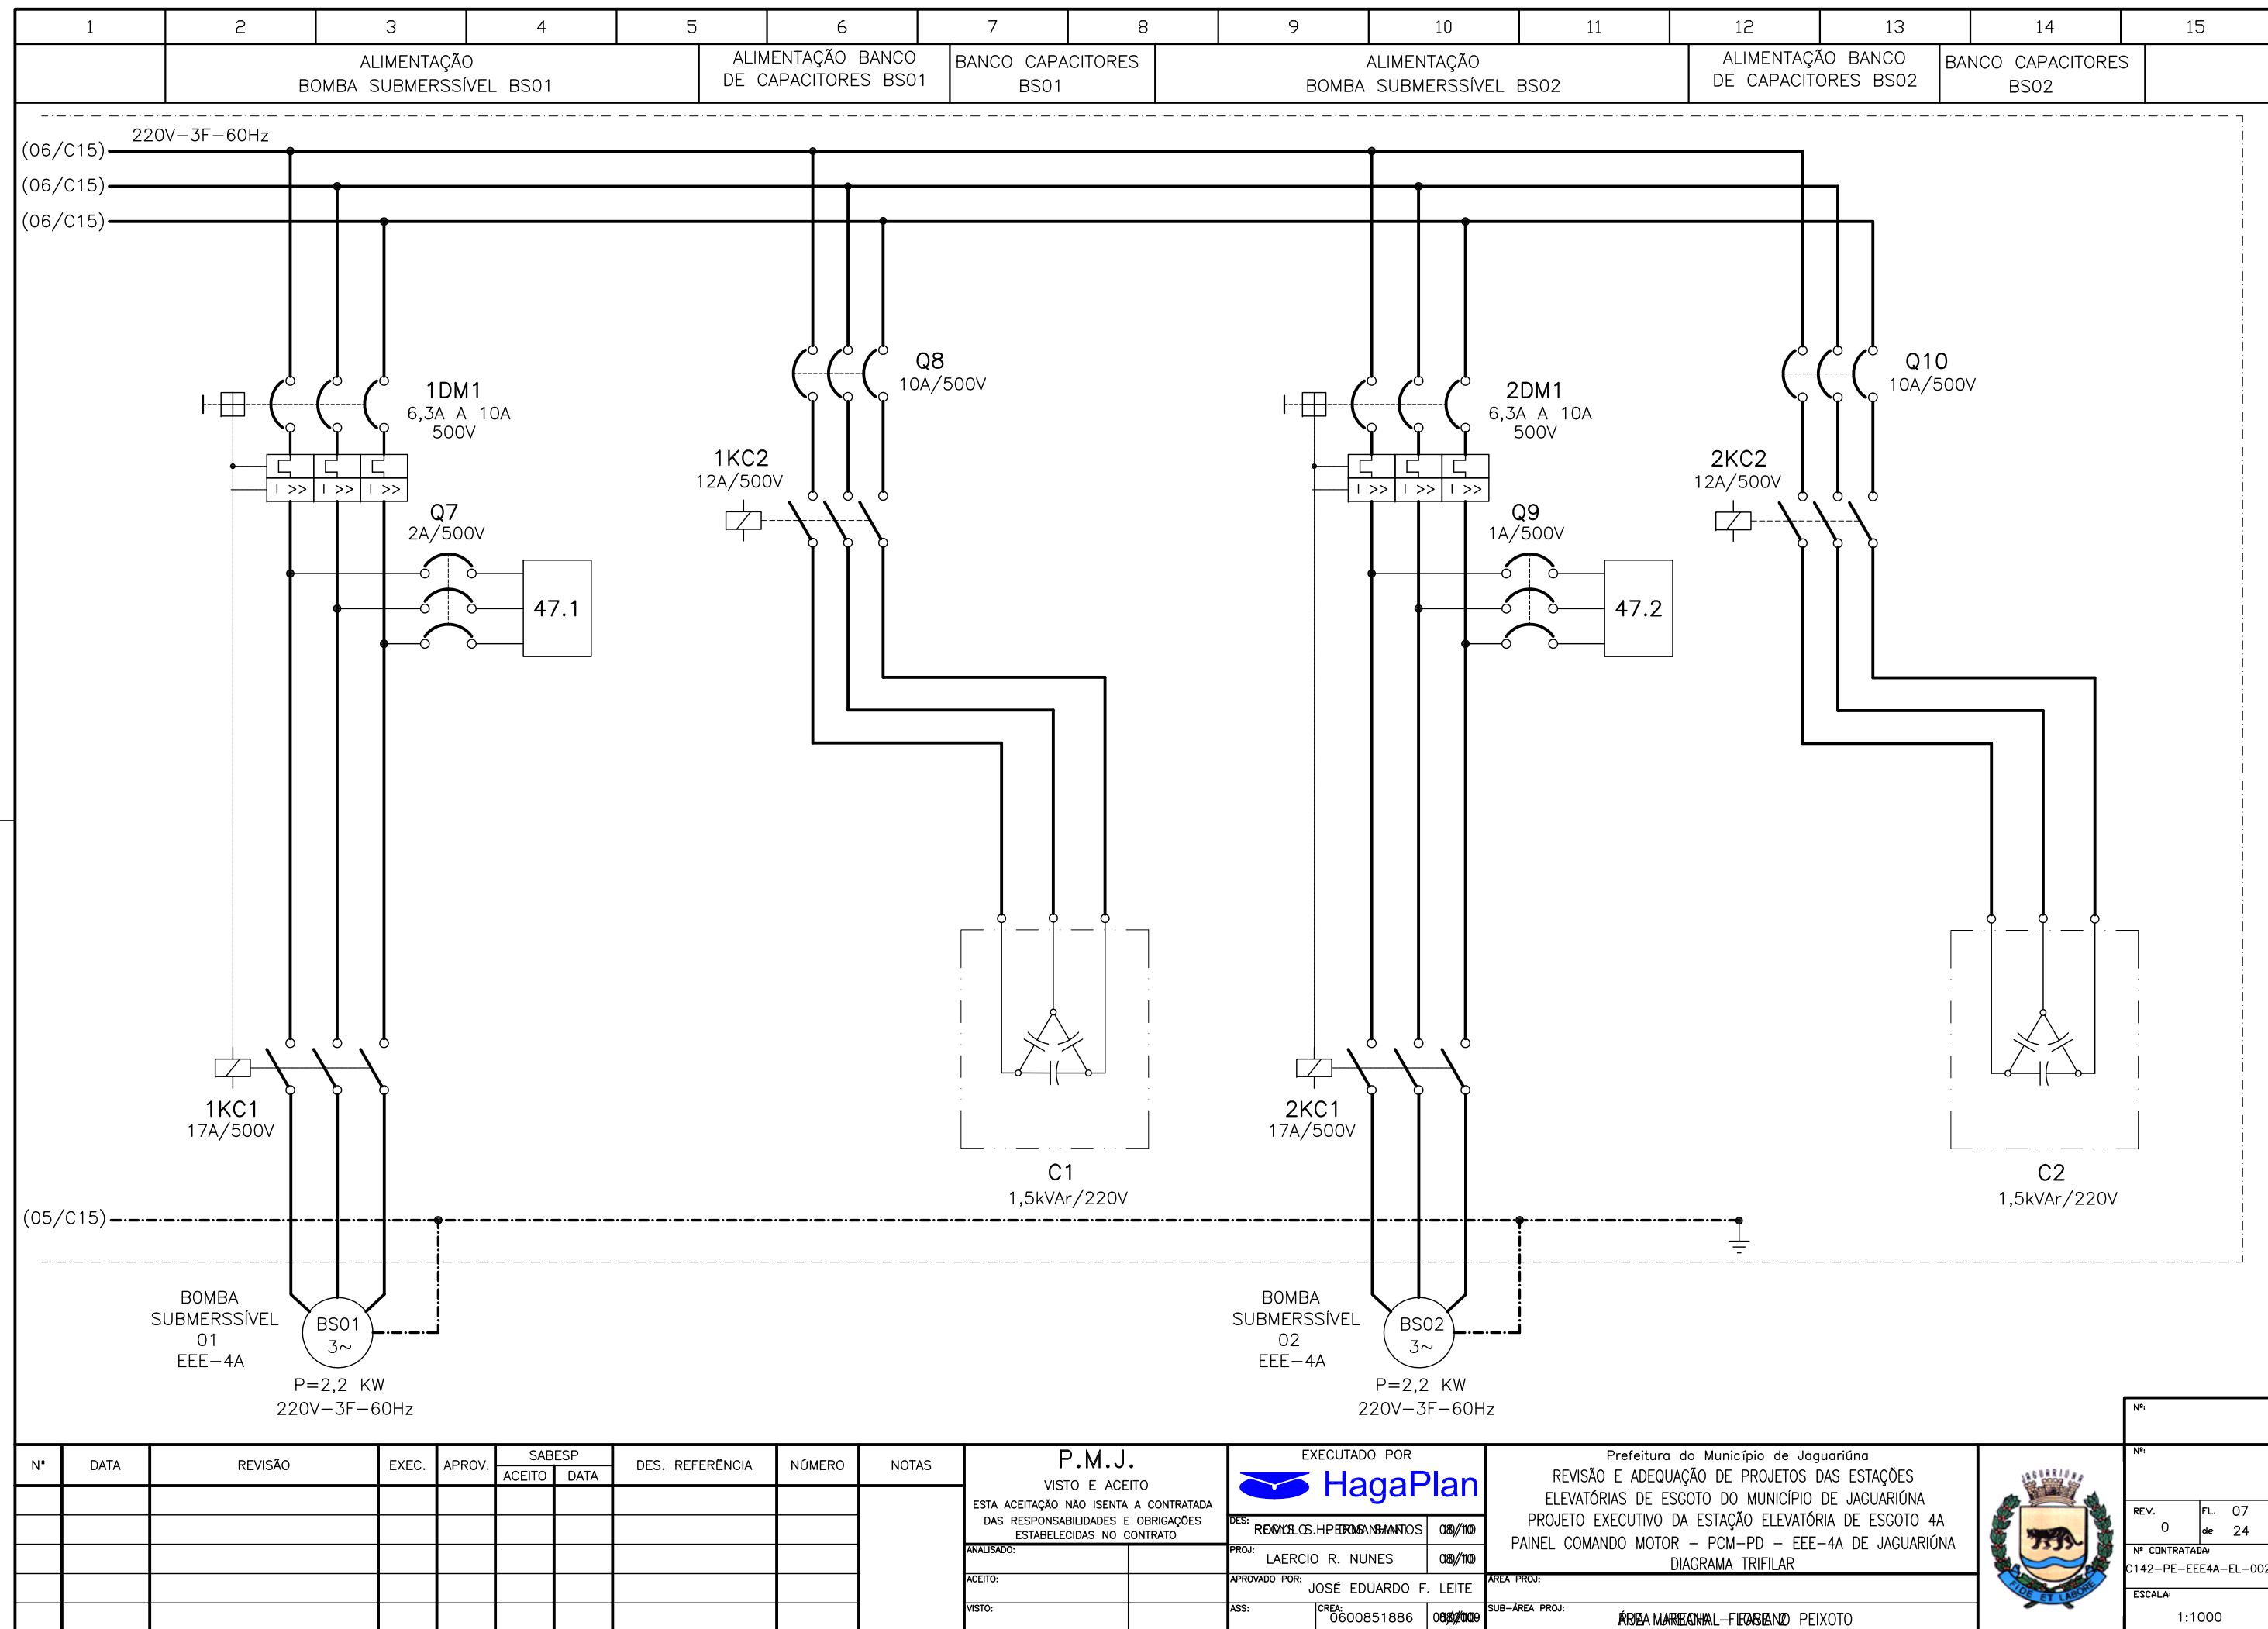 1 2 3 4 5 6 7 8 9 10 11 12 13 14 15
ALIMENTAÇÃO
BOMBA SUBMERSSÍVEL BS01
ALIMENTAÇÃO BANCO
DE CAPACITORES BS01
BANCO CAPACITORES
BS01
ALIMENTAÇÃO
BOMBA SUBMERSSÍVEL BS02
ALIMENTAÇÃO BANCO
DE CAPACITORES BS02
BANCO CAPACITORES
BS02
220V-3F-60Hz
(06/C15)
(06/C15)
(06/C15)
1DM1
6,3A A 10A
500V
I >> I >> I >>
Q7
2A/500V
47.1
Q8
10A/500V
1KC2
12A/500V
2DM1
6,3A A 10A
500V
I >> I >> I >>
Q9
1A/500V
47.2
Q10
10A/500V
2KC2
12A/500V
1KC1
17A/500V
C1
1,5kVAr/220V
2KC1
17A/500V
C2
1,5kVAr/220V
(05/C15)
BOMBA
SUBMERSSÍVEL
01
EEE-4A
BS01
3~
P=2,2 KW
220V-3F-60Hz
BOMBA
SUBMERSSÍVEL
02
EEE-4A
BS02
3~
P=2,2 KW
220V-3F-60Hz
N° DATA REVISÃO EXEC. APROV. SABESP ACEITO DATA DES. REFERÊNCIA NÚMERO NOTAS
P.M.J.
VISTO E ACEITO
ESTA ACEITAÇÃO NÃO ISENTA A CONTRATADA
DAS RESPONSABILIDADES E OBRIGAÇÕES
ESTABELECIDAS NO CONTRATO
ANALISADO:
ACEITO:
VISTO:
EXECUTADO POR
HagaPlan
DES:
PROJ: LAERCIO R. NUNES
APROVADO POR: JOSÉ EDUARDO F. LEITE
ASS: CREA: 0600851886
Prefeitura do Município de Jaguariúna
REVISÃO E ADEQUAÇÃO DE PROJETOS DAS ESTAÇÕES
ELEVATÓRIAS DE ESGOTO DO MUNICÍPIO DE JAGUARIÚNA
PROJETO EXECUTIVO DA ESTAÇÃO ELEVATÓRIA DE ESGOTO 4A
PAINEL COMANDO MOTOR - PCM-PD - EEE-4A DE JAGUARIÚNA
DIAGRAMA TRIFILAR
ÁREA PROJ:
SUB-ÁREA PROJ: PEIXOTO
JAGUARIÚNA
FIDE ET LABORE
Nº:
Nº:
REV. 0 FL. 07 de 24
Nº CONTRATADA:
C142-PE-EEE4A-EL-002
ESCALA:
1:1000